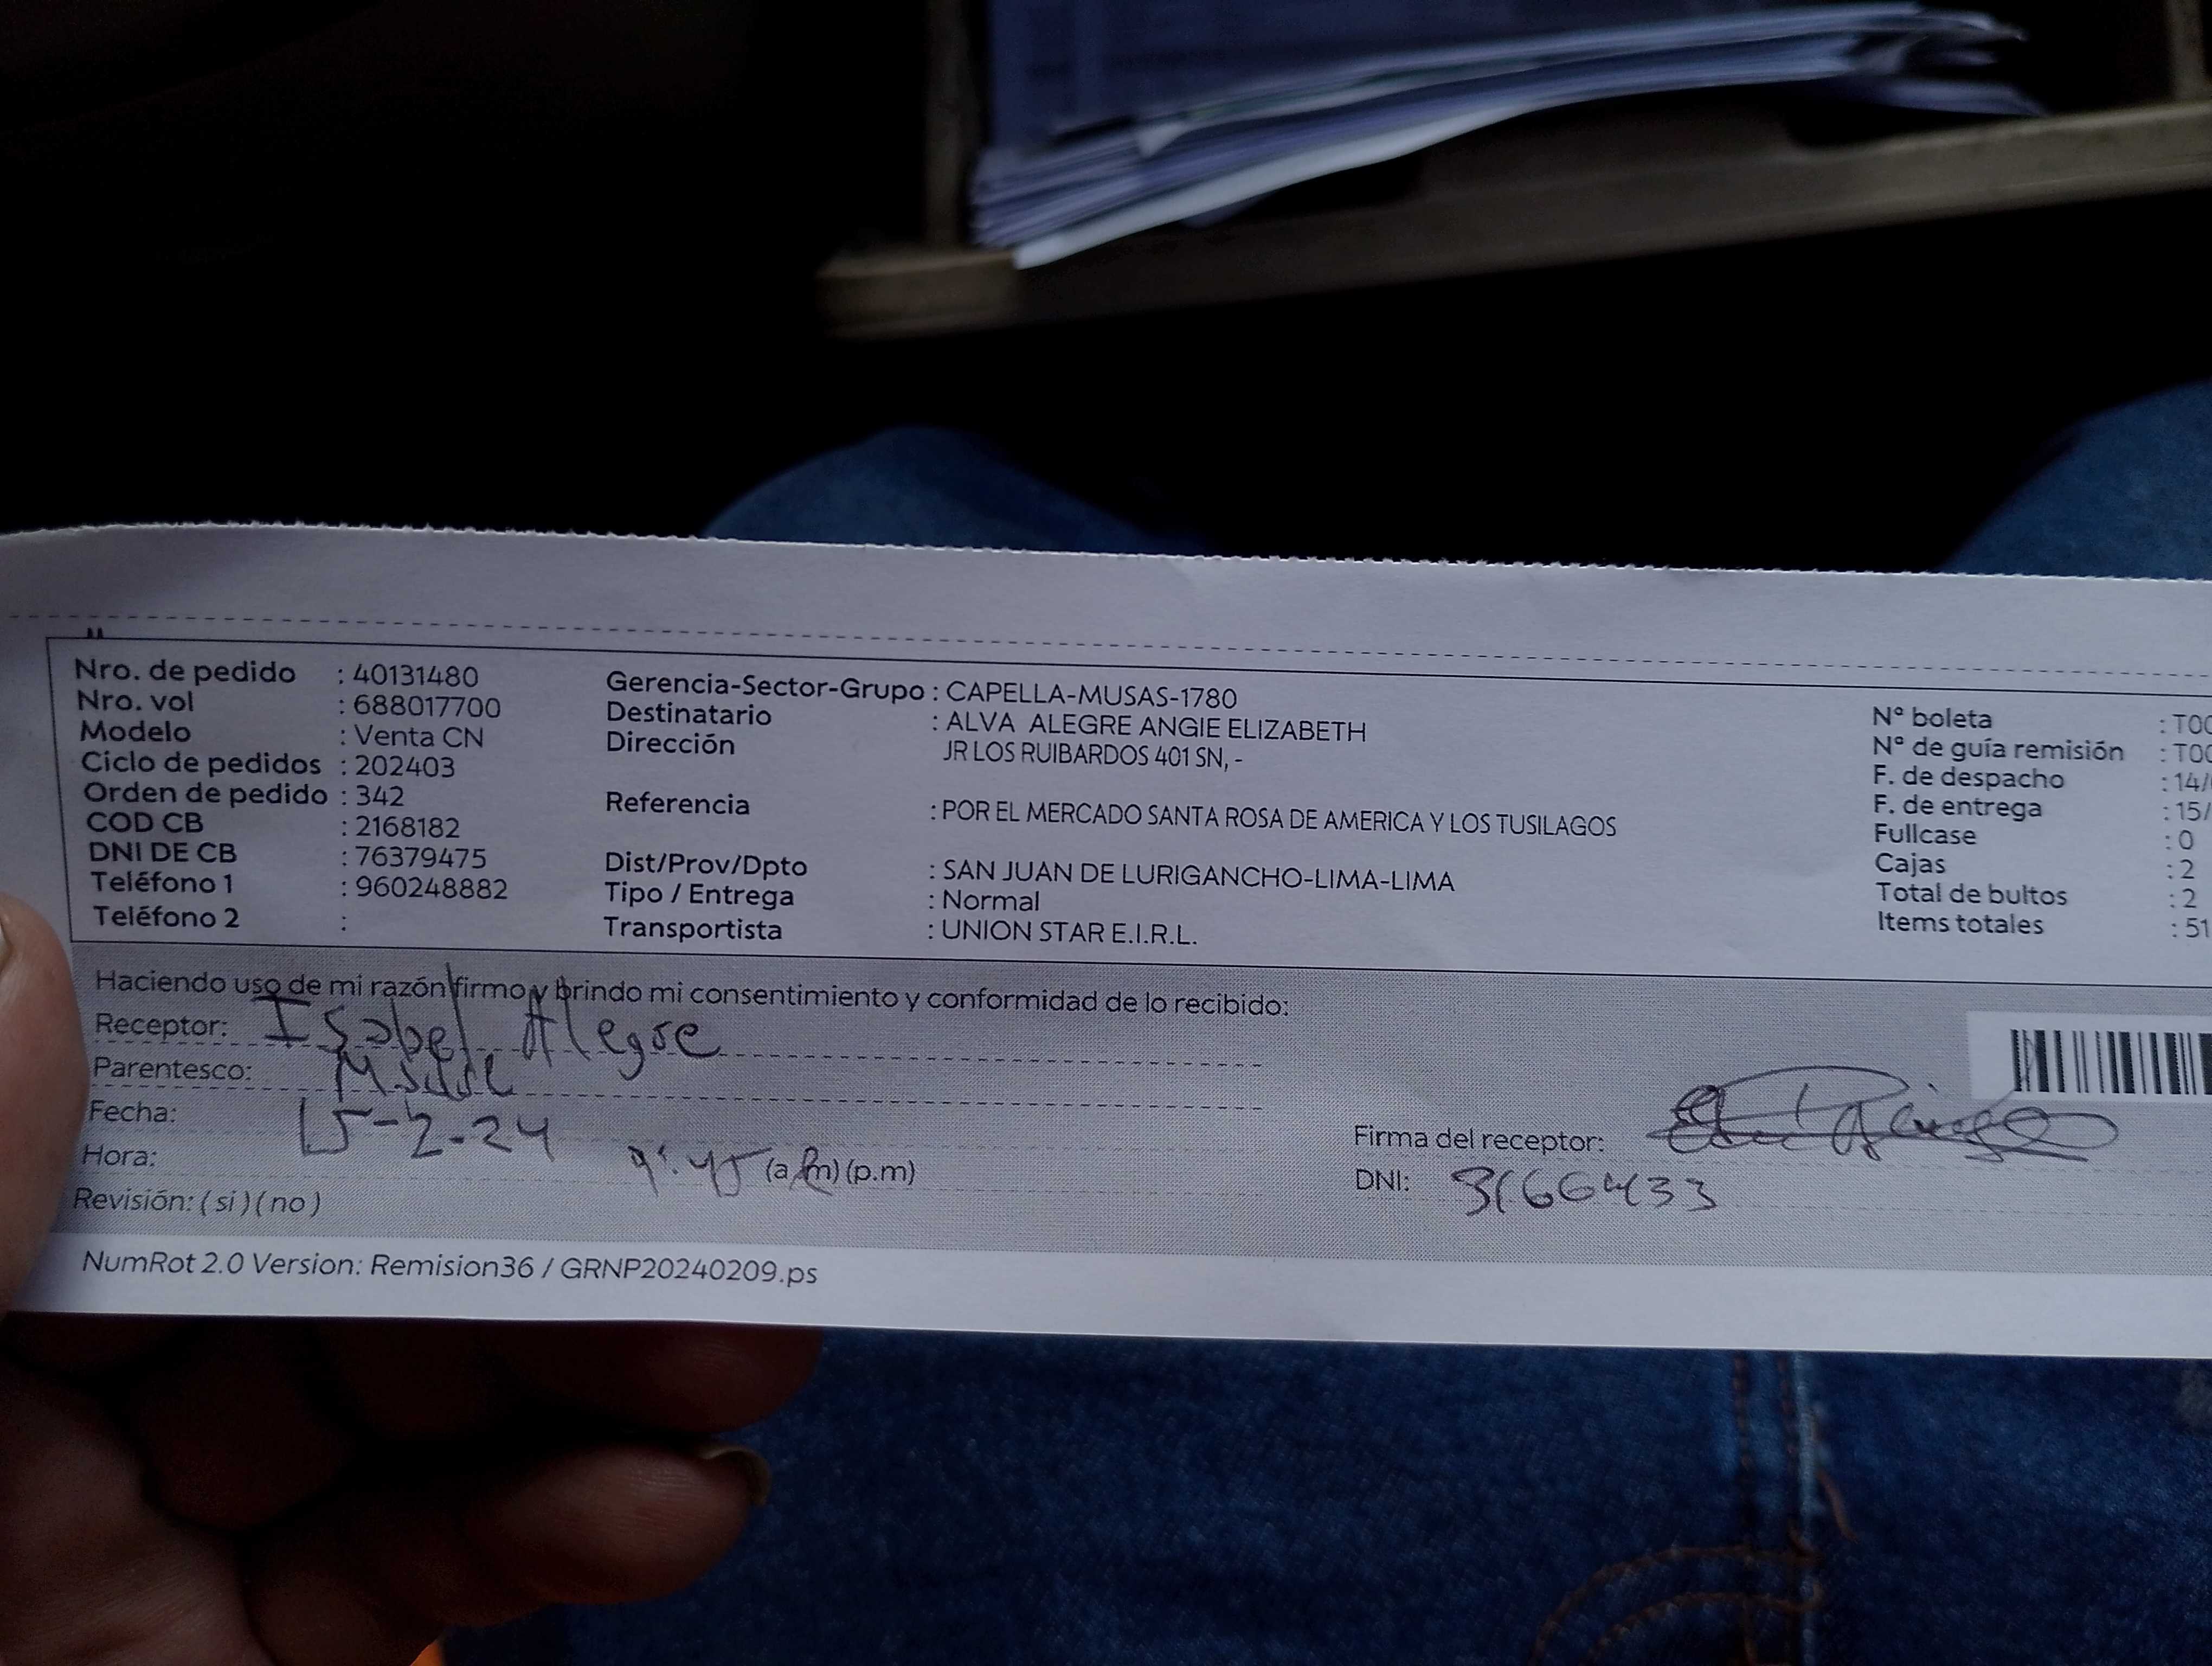 Nro. de pedido : 40131480
Nro. vol : 688017700
Modelo : Venta CN
Ciclo de pedidos : 202403
Orden de pedido : 342
COD CB : 2168182
DNI DE CB : 76379475
Teléfono 1 : 960248882
Teléfono 2 :
Gerencia-Sector-Grupo : CAPELLA-MUSAS-1780
Destinatario : ALVA ALEGRE ANGIE ELIZABETH
Dirección JR LOS RUIBARDOS 401 SN, -
Referencia : POR EL MERCADO SANTA ROSA DE AMERICA Y LOS TUSILAGOS
Dist/Prov/Dpto : SAN JUAN DE LURIGANCHO-LIMA-LIMA
Tipo / Entrega : Normal
Transportista : UNION STAR E.I.R.L.
N° boleta : T00
N° de guía remisión : T00
F. de despacho : 14/
F. de entrega : 15/
Fullcase : 0
Cajas : 2
Total de bultos : 2
Items totales : 51
Haciendo uso de mi razón firmo y brindo mi consentimiento y conformidad de lo recibido:
Receptor: Isabel Alegre
Parentesco: Madre
Fecha: 15-2-24
Hora: 9:45 (a.m) (p.m)
Revisión: ( si ) ( no )
Firma del receptor:
DNI: 31664433
NumRot 2.0 Version: Remision36 / GRNP20240209.ps